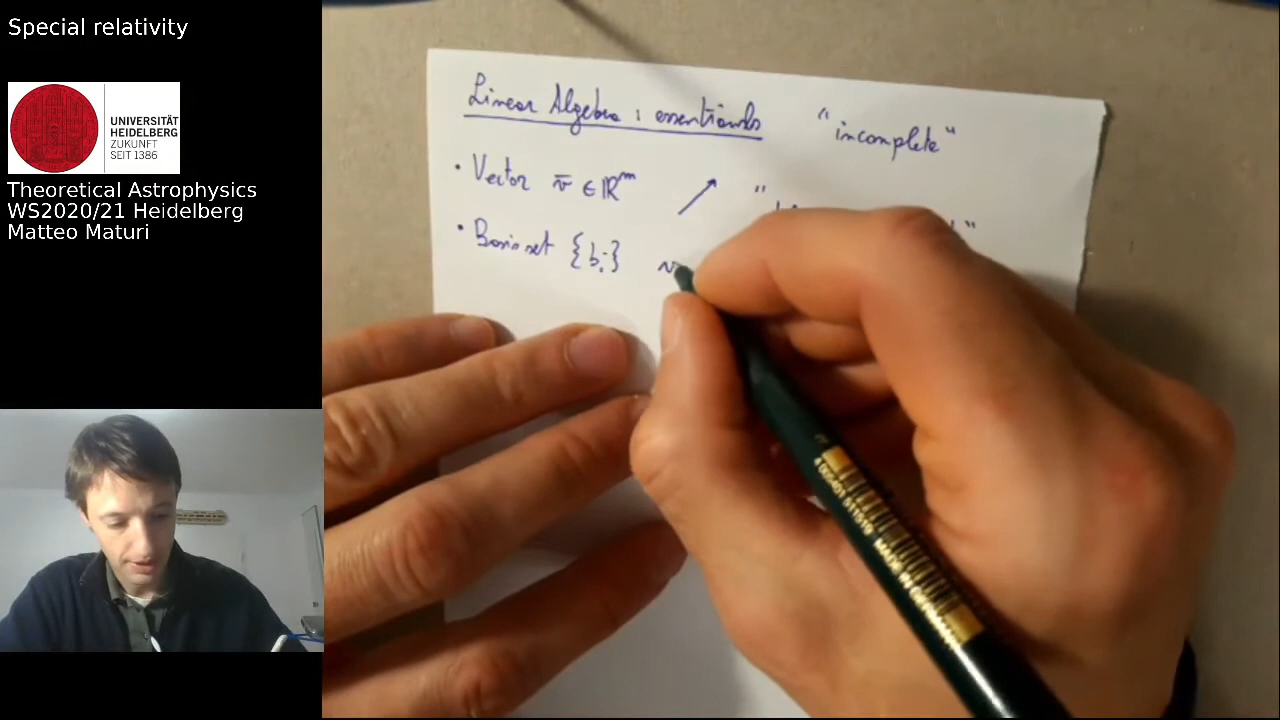 Special relativity
UNIVERSITÄT
HEIDELBERG
ZUKUNFT
SEIT 1386
Theoretical Astrophysics
WS2020/21 Heidelberg
Matteo Maturi
Linear Algebra : essentials "incomplete"
• Vector v̄ ∈ ℝᵐ
• Basis set {bᵢ}